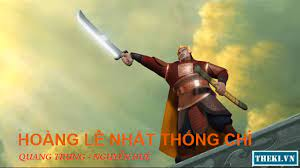 HOÀNG LÊ NHẤT THỐNG CHÍ
QUANG TRUNG - NGUYỄN HUỆ
THEKI.VN